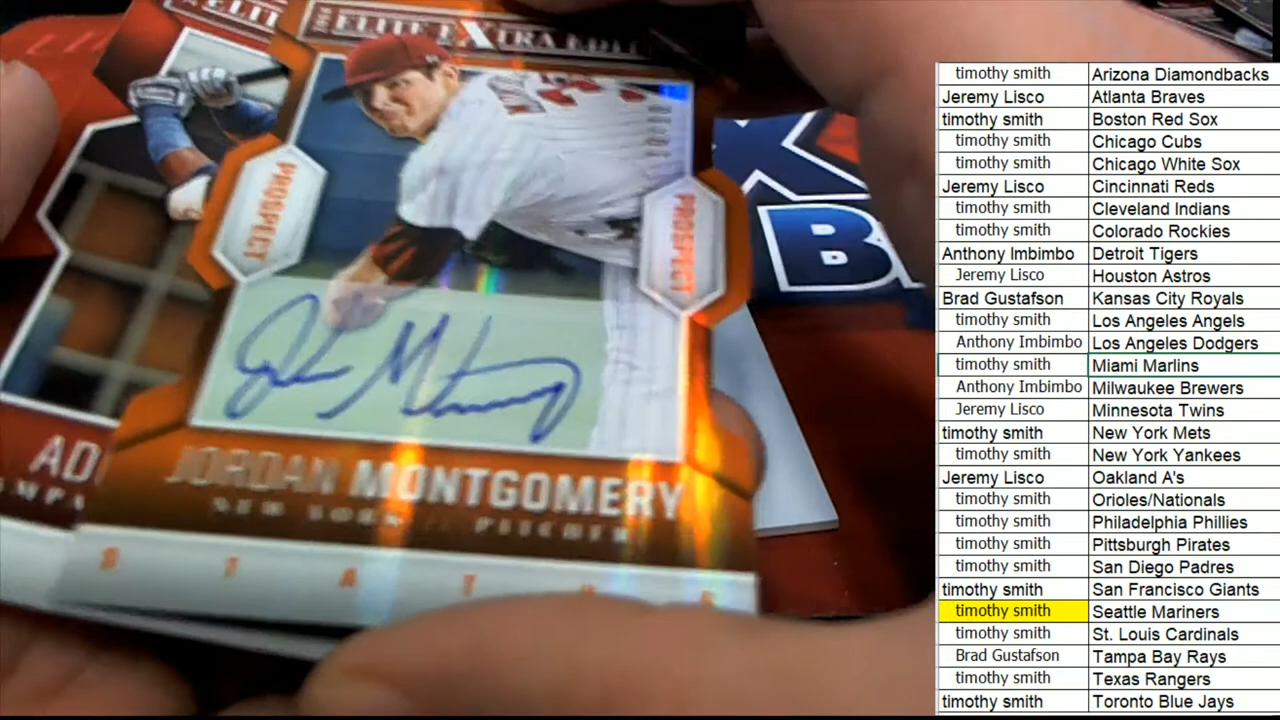 ELITE EXTRA EDIT
PROSPECT
PROSPECT
Jordan Montgomery
JORDAN MONTGOMERY
NEW YORK // PITCHER
STATUS
AD
AMPA
B
timothy smith Arizona Diamondbacks
Jeremy Lisco Atlanta Braves
timothy smith Boston Red Sox
timothy smith Chicago Cubs
timothy smith Chicago White Sox
Jeremy Lisco Cincinnati Reds
timothy smith Cleveland Indians
timothy smith Colorado Rockies
Anthony Imbimbo Detroit Tigers
Jeremy Lisco Houston Astros
Brad Gustafson Kansas City Royals
timothy smith Los Angeles Angels
Anthony Imbimbo Los Angeles Dodgers
timothy smith Miami Marlins
Anthony Imbimbo Milwaukee Brewers
Jeremy Lisco Minnesota Twins
timothy smith New York Mets
timothy smith New York Yankees
Jeremy Lisco Oakland A's
timothy smith Orioles/Nationals
timothy smith Philadelphia Phillies
timothy smith Pittsburgh Pirates
timothy smith San Diego Padres
timothy smith San Francisco Giants
timothy smith Seattle Mariners
timothy smith St. Louis Cardinals
Brad Gustafson Tampa Bay Rays
timothy smith Texas Rangers
timothy smith Toronto Blue Jays